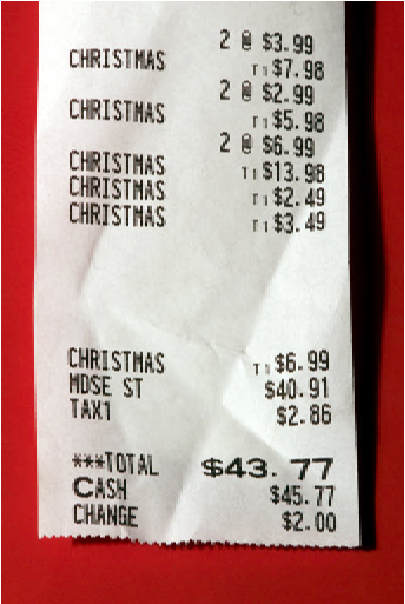 2 @ $3.99
CHRISTMAS T1 $7.98
2 @ $2.99
CHRISTMAS T1 $5.98
2 @ $6.99
CHRISTMAS T1 $13.98
CHRISTMAS T1 $2.49
CHRISTMAS T1 $3.49
CHRISTMAS T1 $6.99
MDSE ST $40.91
TAX1 $2.86
***TOTAL $43.77
CASH $45.77
CHANGE $2.00